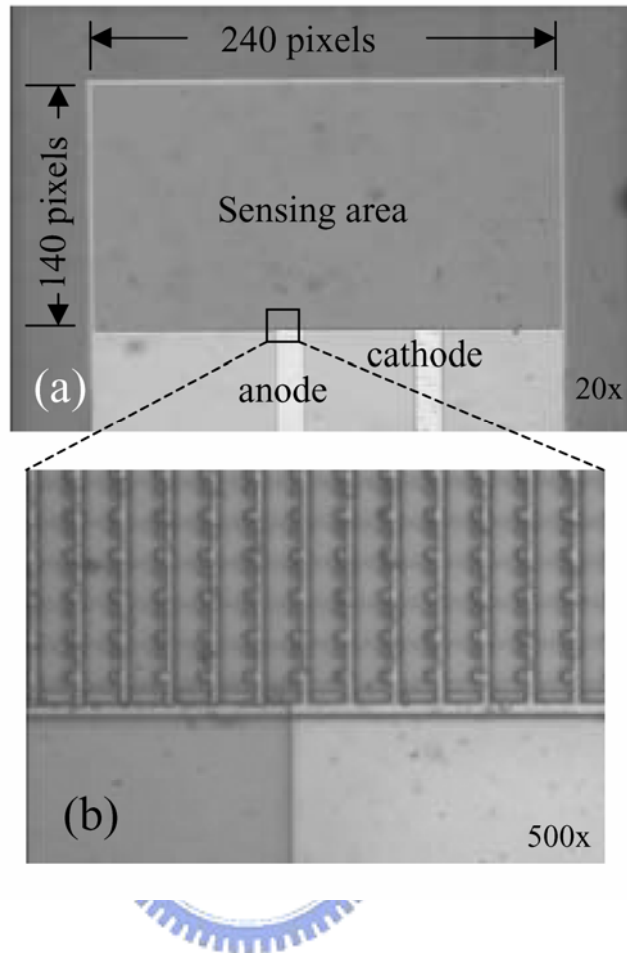 240 pixels
140 pixels
Sensing area
cathode
(a)
anode
20x
(b)
500x